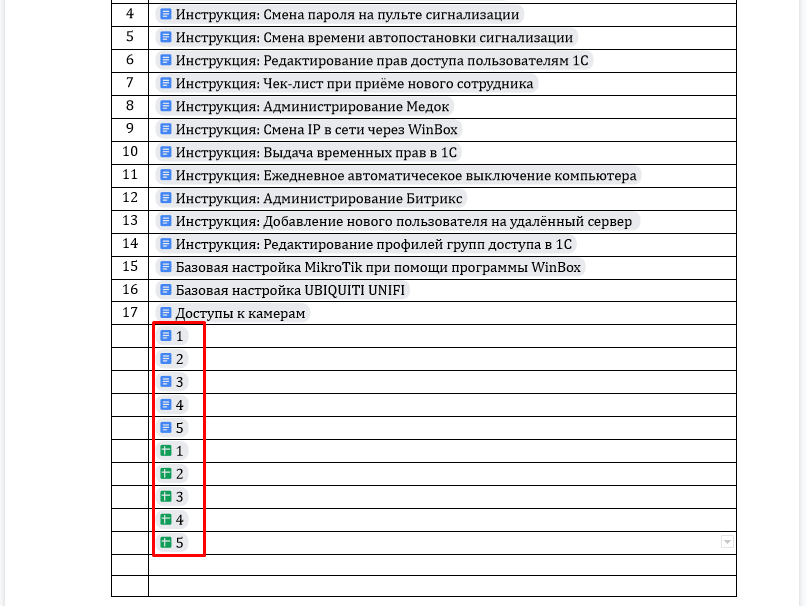 4 Инструкция: Смена пароля на пульте сигнализации
5 Инструкция: Смена времени автопостановки сигнализации
6 Инструкция: Редактирование прав доступа пользователям 1С
7 Инструкция: Чек-лист при приёме нового сотрудника
8 Инструкция: Администрирование Медок
9 Инструкция: Смена IP в сети через WinBox
10 Инструкция: Выдача временных прав в 1С
11 Инструкция: Ежедневное автоматичесекое выключение компьютера
12 Инструкция: Администрирование Битрикс
13 Инструкция: Добавление нового пользователя на удалённый сервер
14 Инструкция: Редактирование профилей групп доступа в 1С
15 Базовая настройка MikroTik при помощи программы WinBox
16 Базовая настройка UBIQUITI UNIFI
17 Доступы к камерам
1
2
3
4
5
1
2
3
4
5